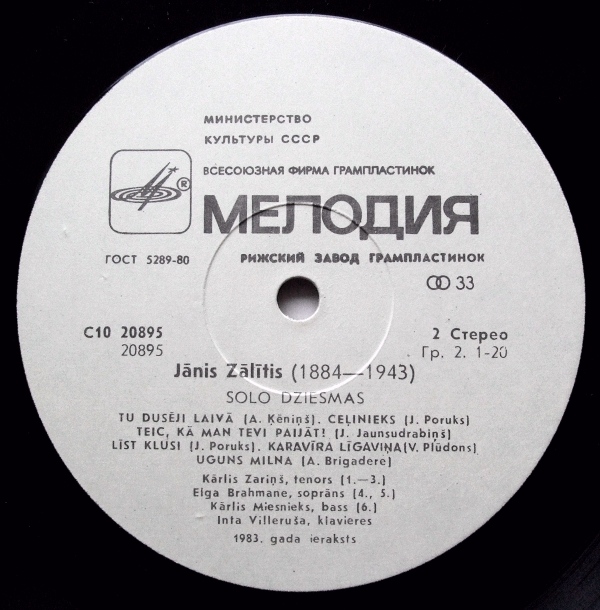 МИНИСТЕРСТВО
КУЛЬТУРЫ СССР
ВСЕСОЮЗНАЯ ФИРМА ГРАМПЛАСТИНОК
®
МЕЛОДИЯ
ГОСТ 5289-80
РИЖСКИЙ ЗАВОД ГРАМПЛАСТИНОК
33
С10 20895
2 Стерео
20895
Гр. 2. 1-20
Jānis Zālītis (1884—1943)
SOLO DZIESMAS
TU DUSĒJI LAIVĀ (A. Ķēniņš). CEĻINIEKS (J. Poruks)
TEIC, KĀ MAN TEVI PAIJĀT! (J. Jaunsudrabiņš)
LĪST KLUSI (J. Poruks). KARAVĪRA LĪGAVIŅA(V. Plūdons)
UGUNS MILNA (A. Brigadere)
Kārlis Zariņš, tenors (1.—3.)
Elga Brahmane, soprāns (4., 5.)
Kārlis Miesnieks, bass (6.)
Inta Villeruša, klavieres
1983. gada ieraksts